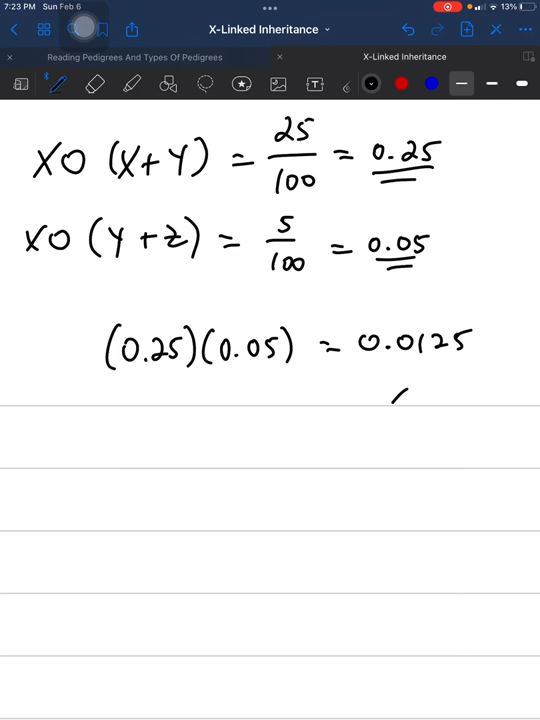 7:23 PM Sun Feb 6
13%
X-Linked Inheritance
Reading Pedigrees And Types Of Pedigrees
X-Linked Inheritance
XO (X+Y) = 25/100 = 0.25
XO (Y+Z) = 5/100 = 0.05
(0.25)(0.05) = 0.0125